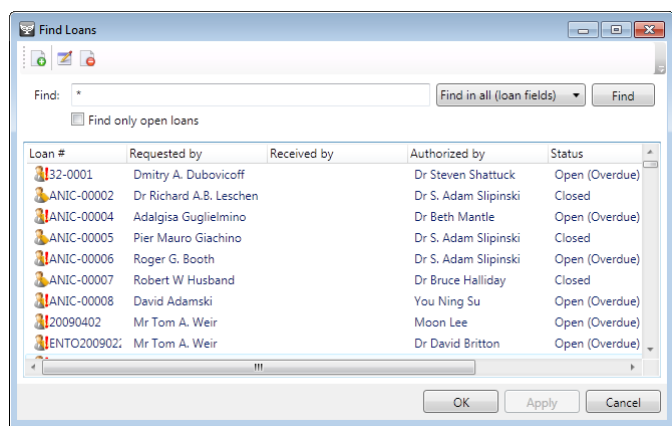 Find Loans
Find: * Find in all (loan fields) Find
Find only open loans
Loan # Requested by Received by Authorized by Status
32-0001 Dmitry A. Dubovicoff Dr Steven Shattuck Open (Overdue)
ANIC-00002 Dr Richard A.B. Leschen Dr S. Adam Slipinski Closed
ANIC-00004 Adalgisa Guglielmino Dr Beth Mantle Open (Overdue)
ANIC-00005 Pier Mauro Giachino Dr S. Adam Slipinski Closed
ANIC-00006 Roger G. Booth Dr S. Adam Slipinski Open (Overdue)
ANIC-00007 Robert W Husband Dr Bruce Halliday Closed
ANIC-00008 David Adamski You Ning Su Open (Overdue)
20090402 Mr Tom A. Weir Moon Lee Open (Overdue)
ENTO200902 Mr Tom A. Weir Dr David Britton Open (Overdue)
OK Apply Cancel